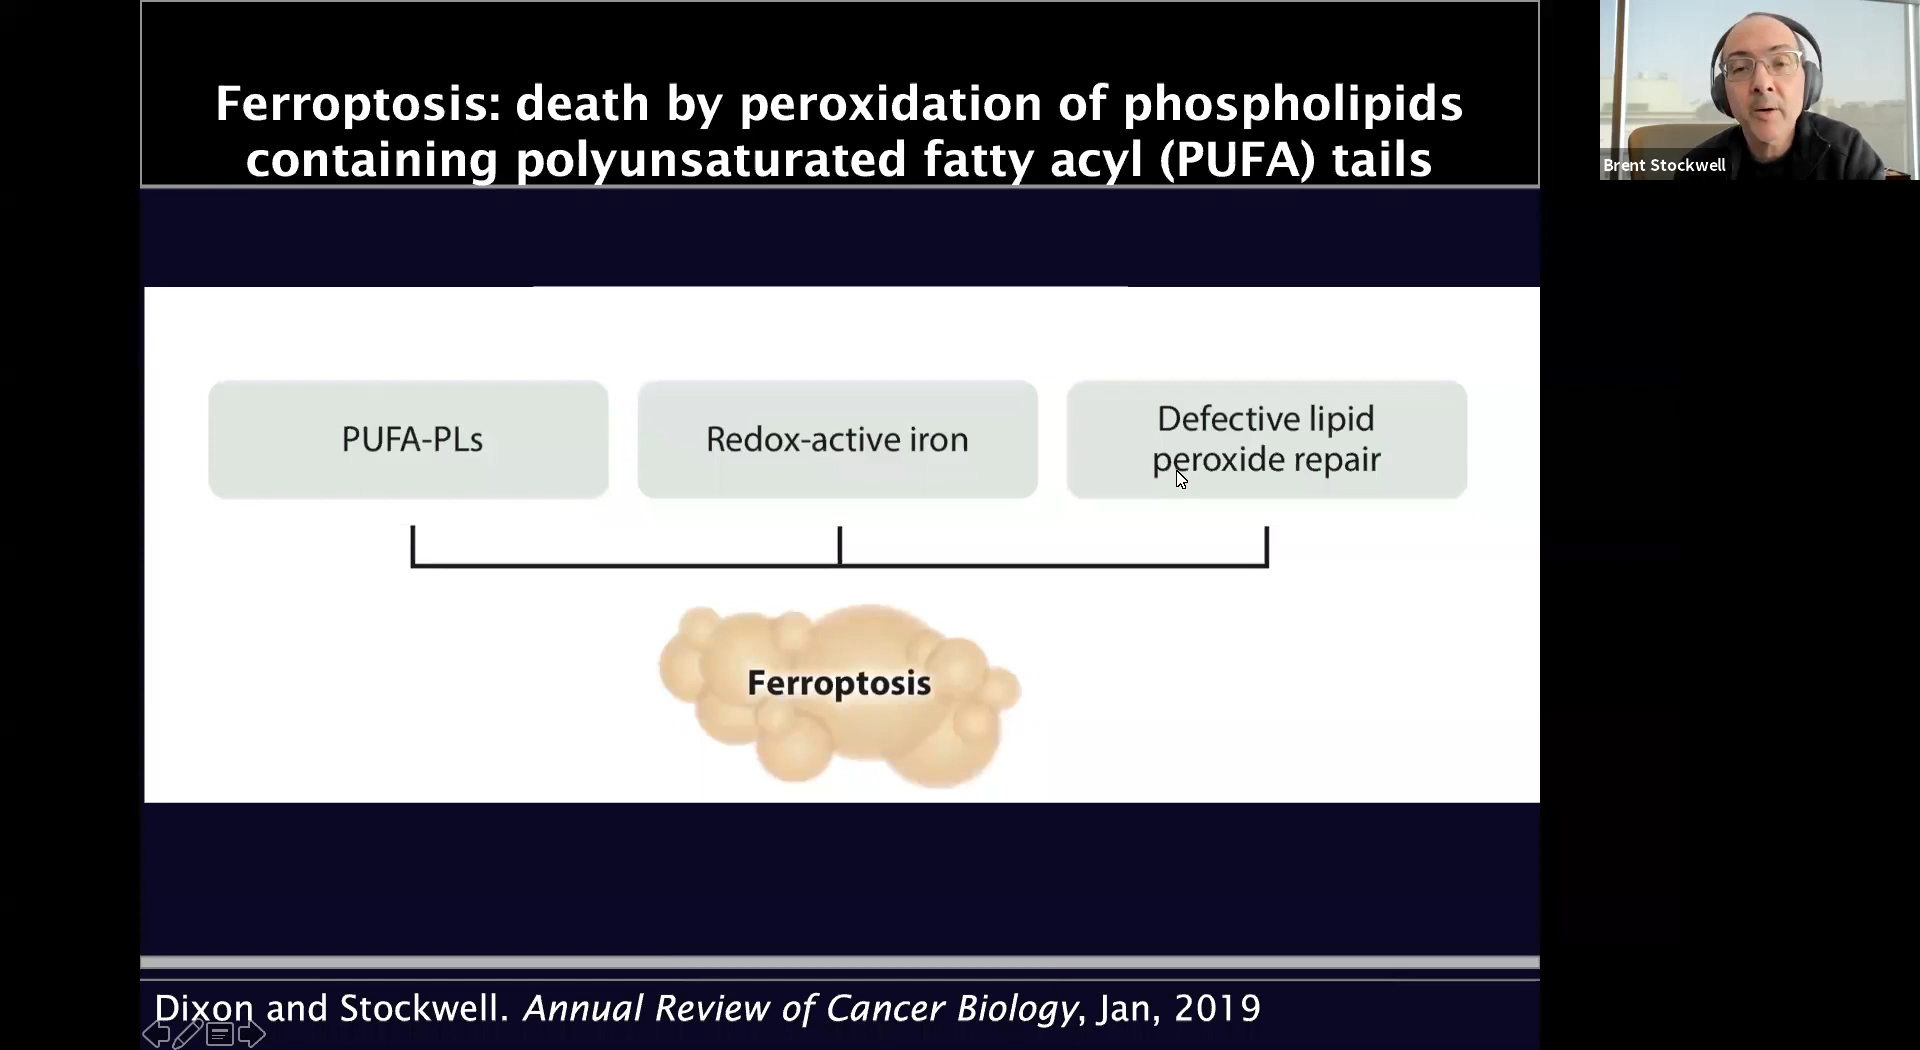 Ferroptosis: death by peroxidation of phospholipids
containing polyunsaturated fatty acyl (PUFA) tails
Brent Stockwell
PUFA-PLs
Redox-active iron
Defective lipid
peroxide repair
Ferroptosis
Dixon and Stockwell. Annual Review of Cancer Biology, Jan, 2019